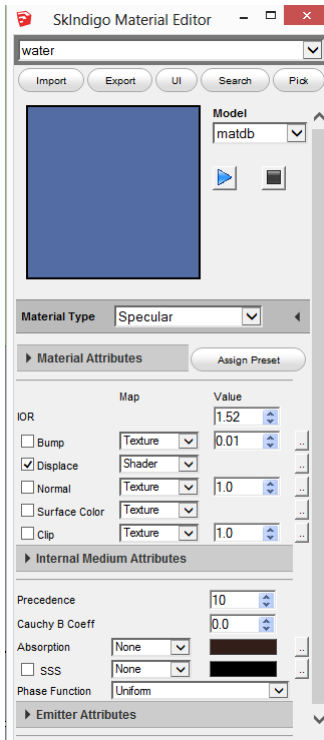 SkIndigo Material Editor
water
Import Export UI Search Pick
Model
matdb
Material Type Specular
Material Attributes Assign Preset
Map Value
IOR 1.52
Bump Texture 0.01 ..
Displace Shader ..
Normal Texture 1.0 ..
Surface Color Texture ..
Clip Texture 1.0 ..
Internal Medium Attributes
Precedence 10
Cauchy B Coeff 0.0
Absorption None ..
SSS None ..
Phase Function Uniform
Emitter Attributes